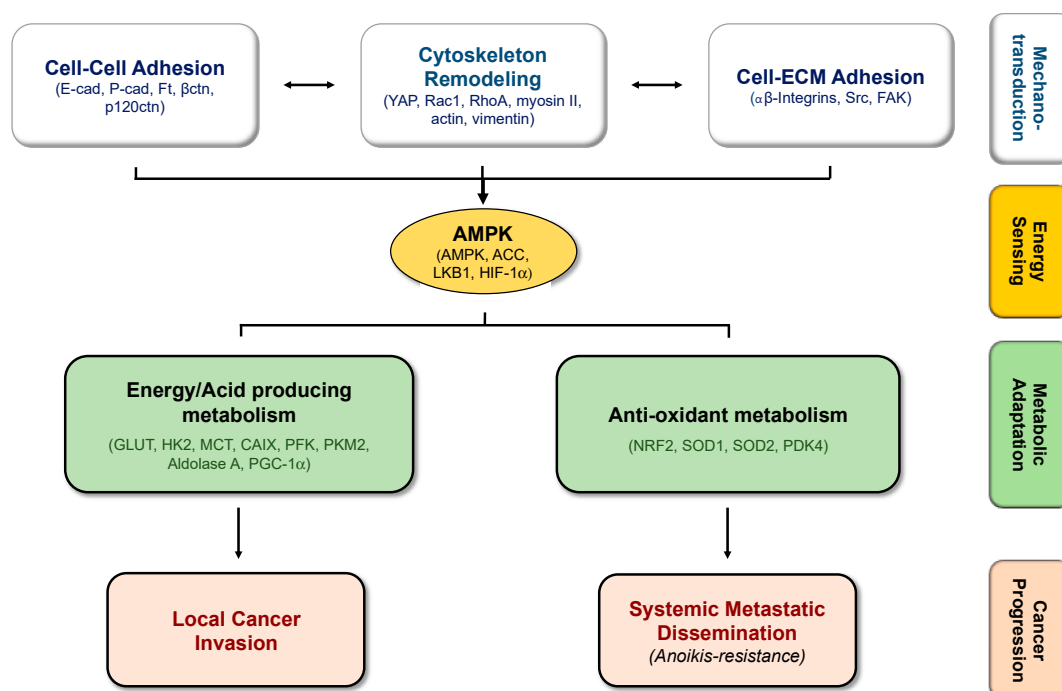 Cell-Cell Adhesion
(E-cad, P-cad, Ft, βctn,
p120ctn)
Cytoskeleton
Remodeling
(YAP, Rac1, RhoA, myosin II,
actin, vimentin)
Cell-ECM Adhesion
(αβ-Integrins, Src, FAK)
Mechano-
transduction
AMPK
(AMPK, ACC,
LKB1, HIF-1α)
Energy
Sensing
Energy/Acid producing
metabolism
(GLUT, HK2, MCT, CAIX, PFK, PKM2,
Aldolase A, PGC-1α)
Anti-oxidant metabolism
(NRF2, SOD1, SOD2, PDK4)
Metabolic
Adaptation
Local Cancer
Invasion
Systemic Metastatic
Dissemination
(Anoikis-resistance)
Cancer
Progression